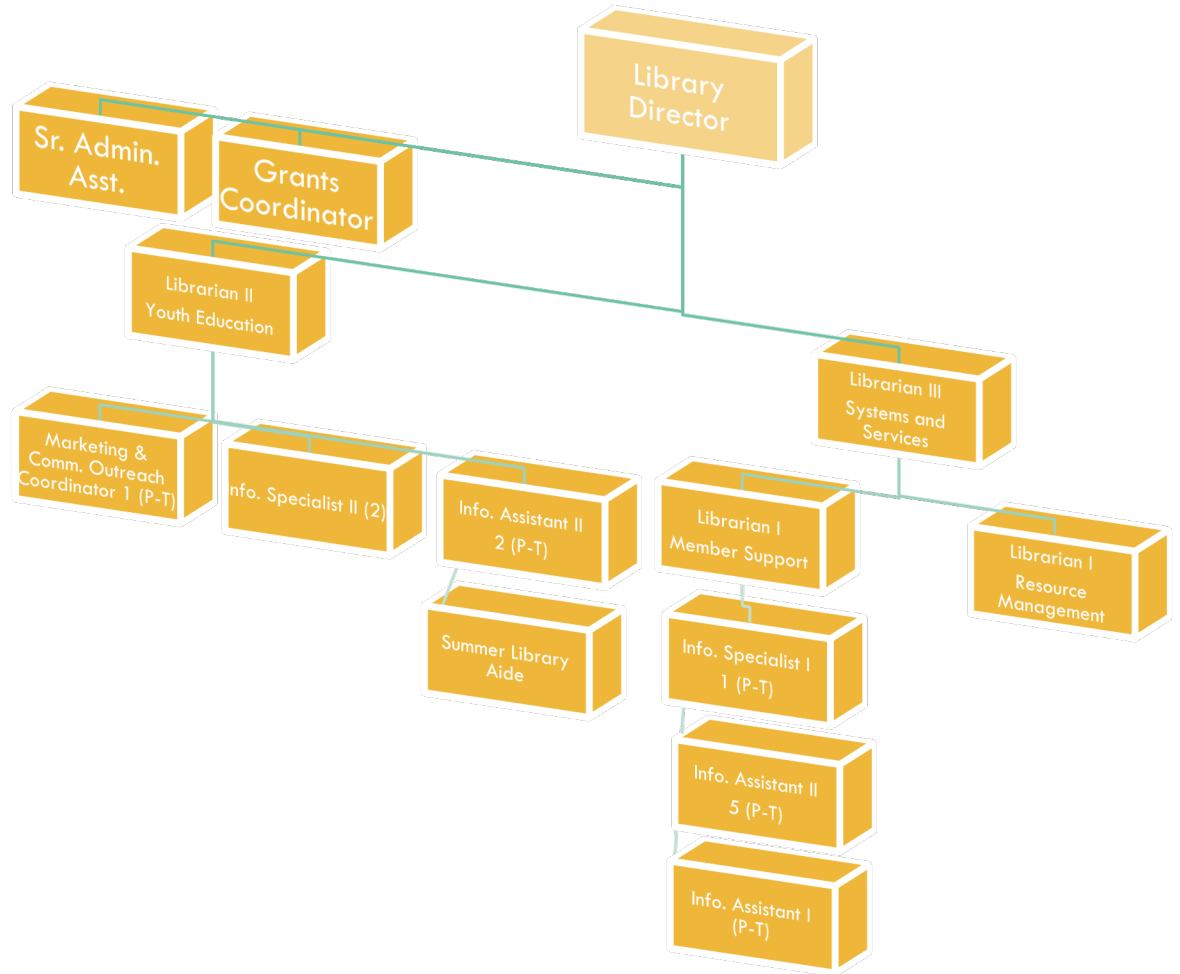 Library
Director
Sr. Admin.
Asst.
Grants
Coordinator
Librarian II
Youth Education
Librarian III
Systems and
Services
Marketing &
Comm. Outreach
Coordinator 1 (P-T)
nfo. Specialist II (2)
Info. Assistant II
2 (P-T)
Summer Library
Aide
Librarian I
Member Support
Librarian I
Resource
Management
Info. Specialist I
1 (P-T)
Info. Assistant II
5 (P-T)
Info. Assistant I
(P-T)